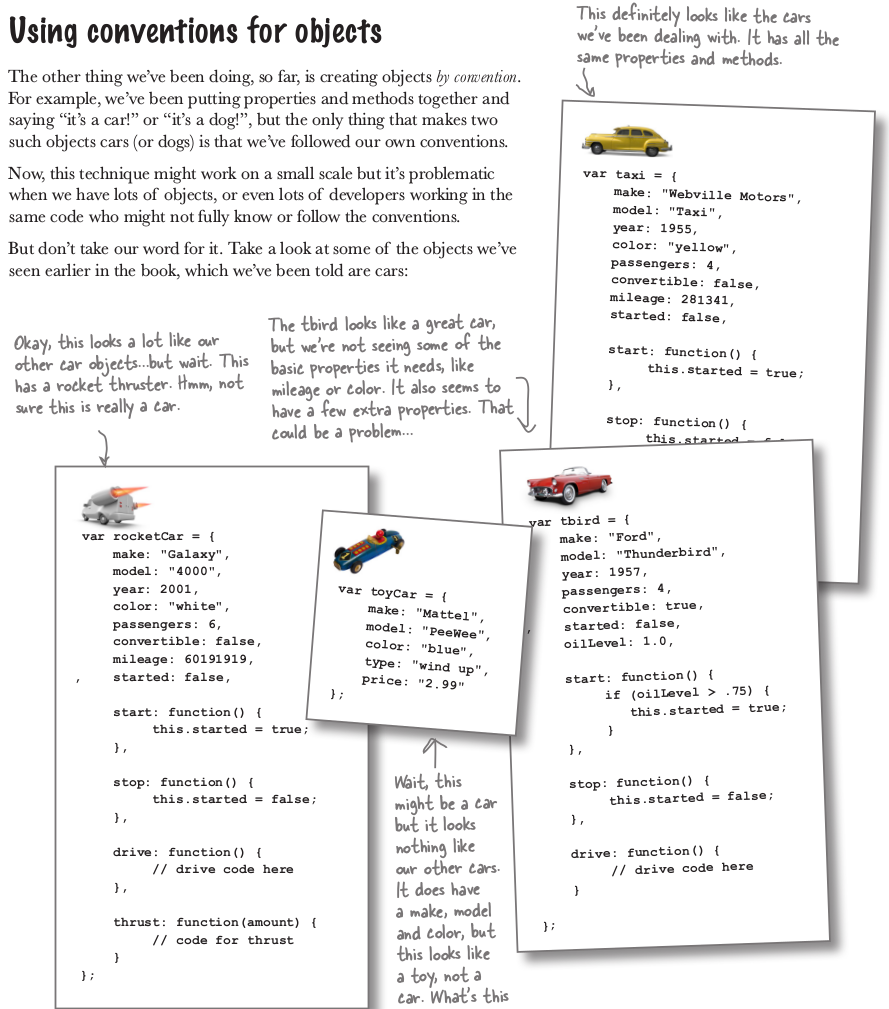 Using conventions for objects
The other thing we've been doing, so far, is creating objects by convention.
For example, we've been putting properties and methods together and
saying “it's a car!” or “it's a dog!”, but the only thing that makes two
such objects cars (or dogs) is that we've followed our own conventions.
Now, this technique might work on a small scale but it's problematic
when we have lots of objects, or even lots of developers working in the
same code who might not fully know or follow the conventions.
But don't take our word for it. Take a look at some of the objects we've
seen earlier in the book, which we've been told are cars:
This definitely looks like the cars
we've been dealing with. It has all the
same properties and methods.
var taxi = {
make: "Webville Motors",
model: "Taxi",
year: 1955,
color: "yellow",
passengers: 4,
convertible: false,
mileage: 281341,
started: false,
start: function() {
this.started = true;
},
stop: function() {
this.started
Okay, this looks a lot like our
other car objects...but wait. This
has a rocket thruster. Hmm, not
sure this is really a car.
The tbird looks like a great car,
but we're not seeing some of the
basic properties it needs, like
mileage or color. It also seems to
have a few extra properties. That
could be a problem...
var rocketCar = {
make: "Galaxy",
model: "4000",
year: 2001,
color: "white",
passengers: 6,
convertible: false,
mileage: 60191919,
, started: false,
start: function() {
this.started = true;
},
stop: function() {
this.started = false;
},
drive: function() {
// drive code here
},
thrust: function(amount) {
// code for thrust
}
};
var toyCar = {
make: "Mattel",
model: "PeeWee",
color: "blue",
type: "wind up",
price: "2.99"
};
Wait, this
might be a car
but it looks
nothing like
our other cars.
It does have
a make, model
and color, but
this looks like
a toy, not a
car. What's this
var tbird = {
make: "Ford",
model: "Thunderbird",
year: 1957,
passengers: 4,
convertible: true,
, started: false,
oilLevel: 1.0,
start: function() {
if (oilLevel > .75) {
this.started = true;
}
},
stop: function() {
this.started = false;
},
drive: function() {
// drive code here
}
};